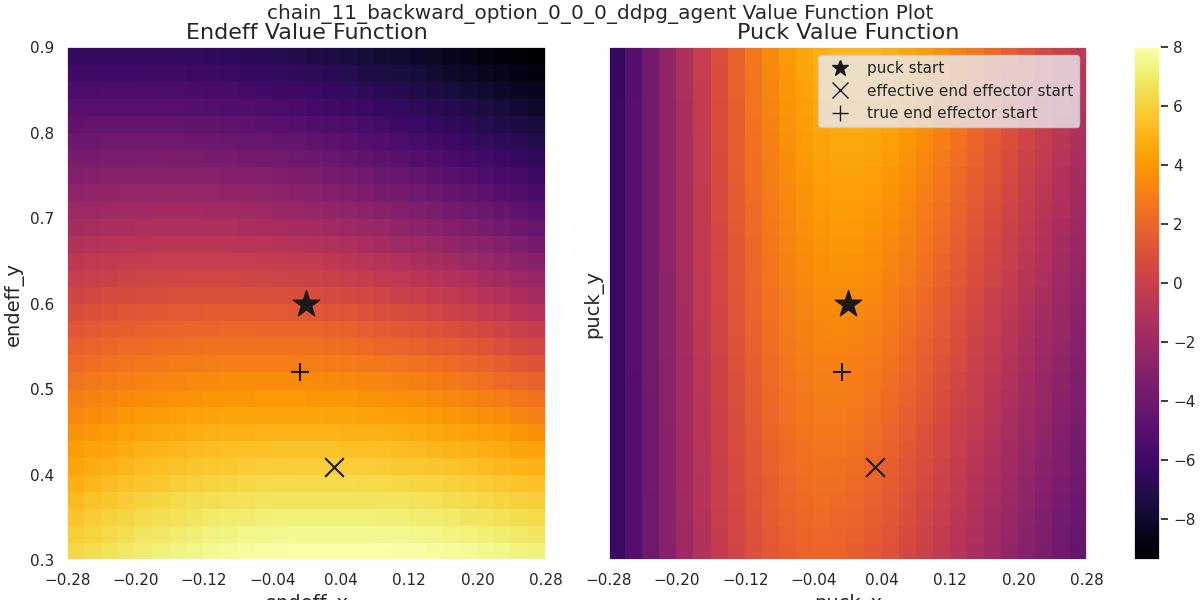 chain_11_backward_option_0_0_0_ddpg_agent Value Function Plot
Endeff Value Function
Puck Value Function
endeff_y
0.9
0.8
0.7
0.6
0.5
0.4
0.3
−0.28 −0.20 −0.12 −0.04 0.04 0.12 0.20 0.28
endeff_x
puck_y
puck start
effective end effector start
true end effector start
−0.28 −0.20 −0.12 −0.04 0.04 0.12 0.20 0.28
puck_x
8
6
4
2
0
−2
−4
−6
−8